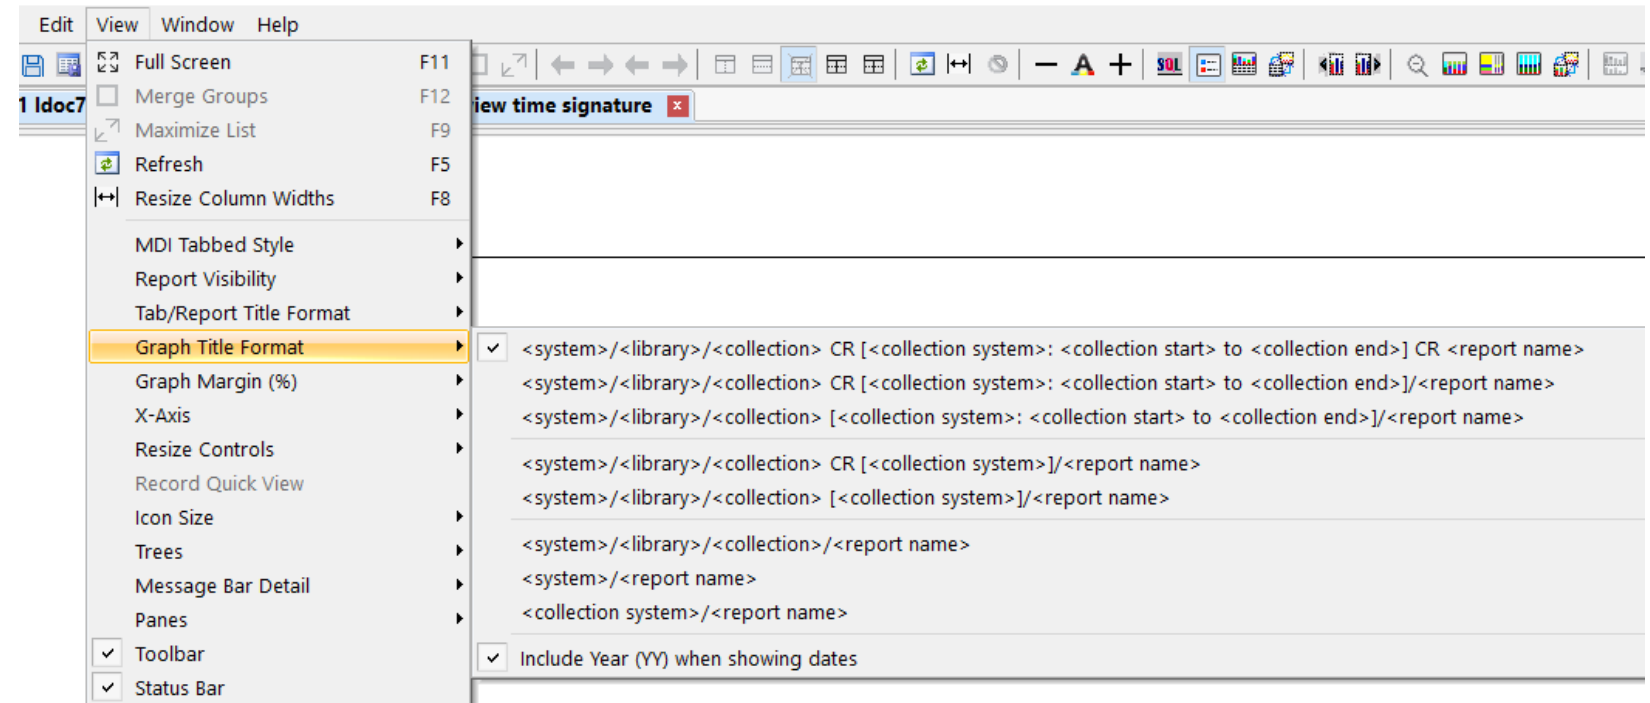 Edit View Window Help
SQL
1 Idoc7
iew time signature
Full Screen F11
Merge Groups F12
Maximize List F9
Refresh F5
Resize Column Widths F8
MDI Tabbed Style
Report Visibility
Tab/Report Title Format
Graph Title Format
Graph Margin (%)
X-Axis
Resize Controls
Record Quick View
Icon Size
Trees
Message Bar Detail
Panes
Toolbar
Status Bar
<system>/<library>/<collection> CR [<collection system>: <collection start> to <collection end>] CR <report name>
<system>/<library>/<collection> CR [<collection system>: <collection start> to <collection end>]/<report name>
<system>/<library>/<collection> [<collection system>: <collection start> to <collection end>]/<report name>
<system>/<library>/<collection> CR [<collection system>]/<report name>
<system>/<library>/<collection> [<collection system>]/<report name>
<system>/<library>/<collection>/<report name>
<system>/<report name>
<collection system>/<report name>
Include Year (YY) when showing dates